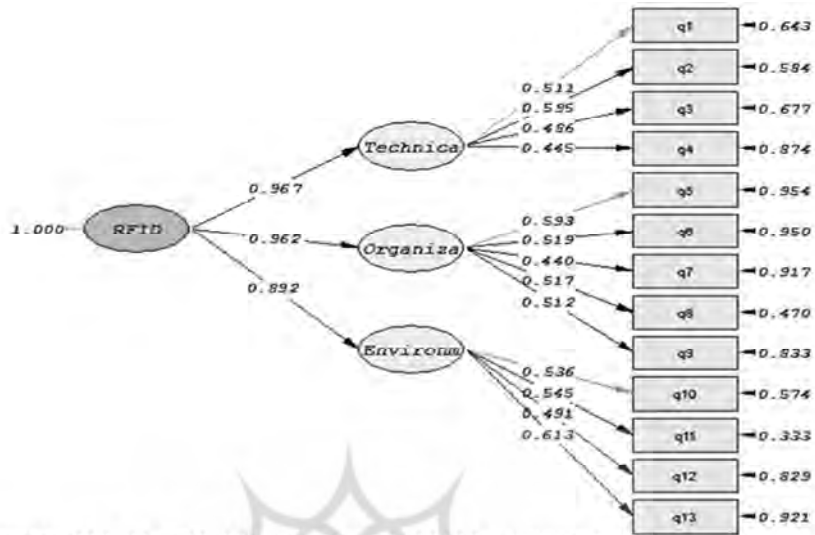 q1
0.643
q2
0.584
0.511
0.595
q3
0.677
0.486
Technica
0.445
q4
0.874
0.967
q5
0.954
0.593
1.000
RFID
q6
0.950
0.519
0.962
Organiza
0.440
q7
0.917
0.517
0.892
0.512
q8
0.470
q9
0.833
Environm
0.536
q10
0.574
0.545
0.491
q11
0.333
0.613
q12
0.829
q13
0.921